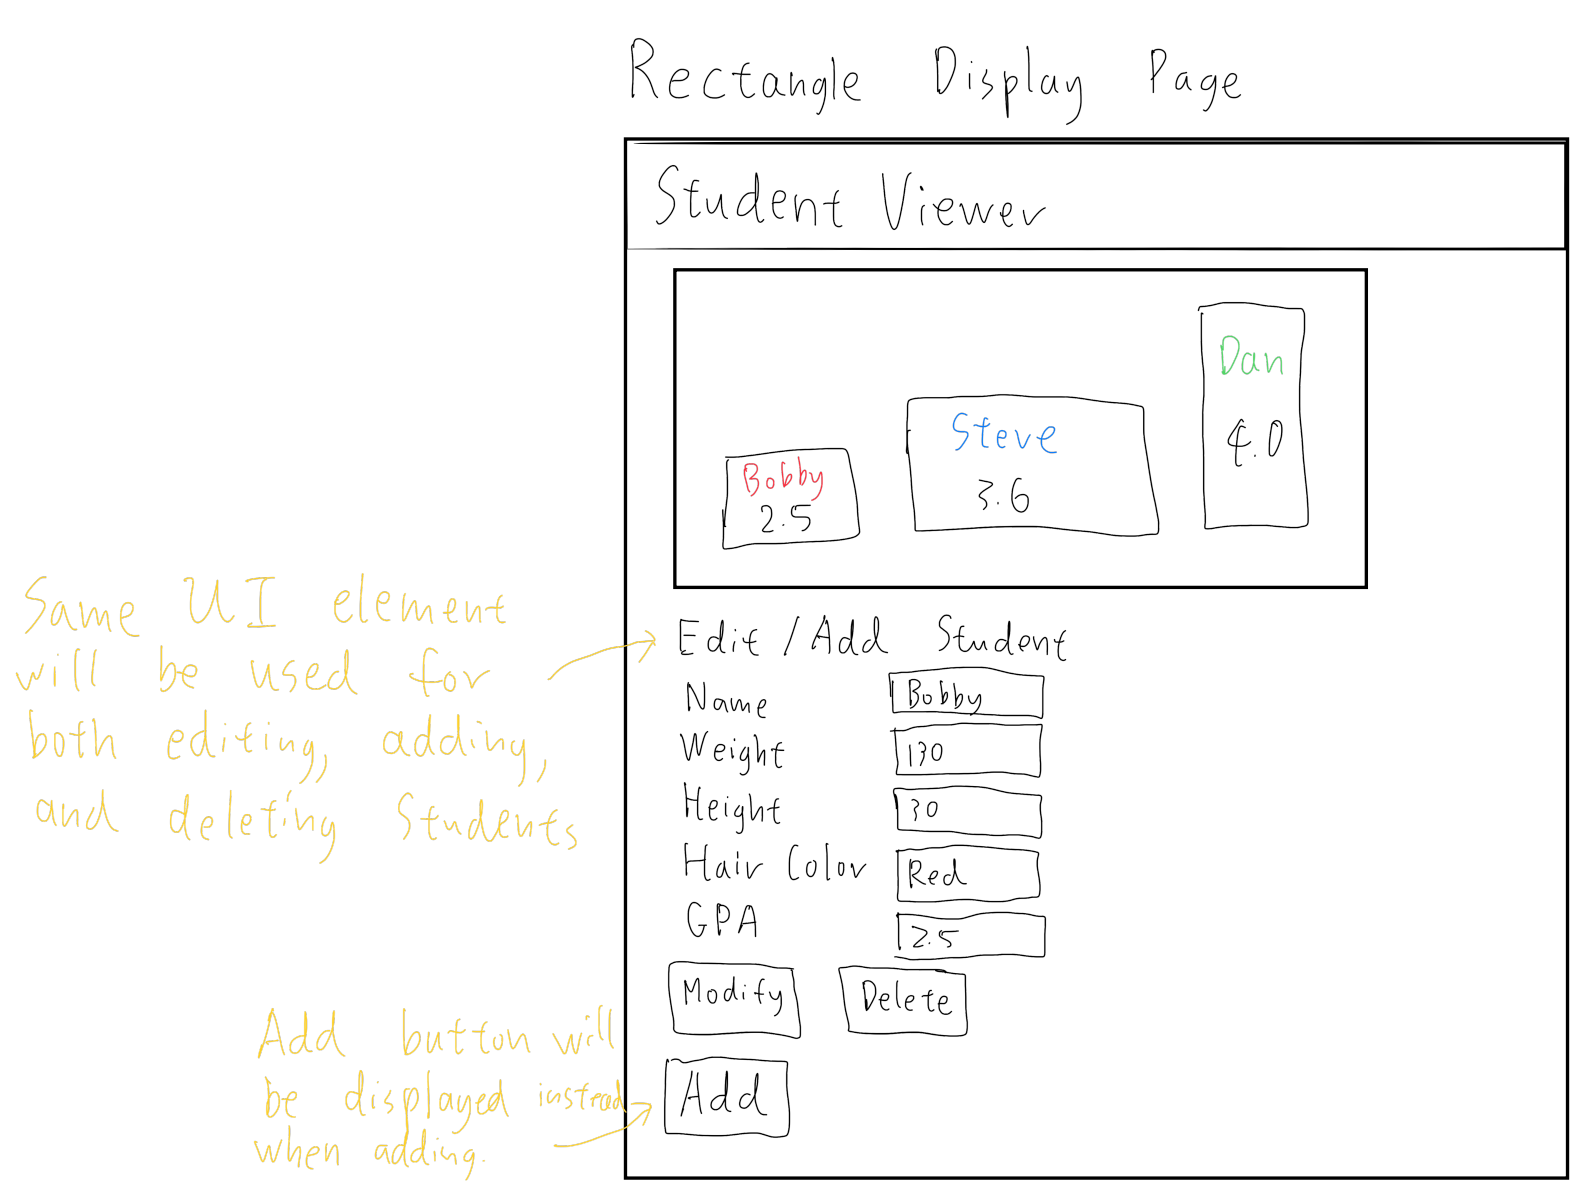 Rectangle Display Page
Student Viewer
Bobby
2.5
Steve
3.6
Dan
4.0
Same UI element
will be used for
both editing, adding,
and deleting Students
Edit / Add Student
Name Bobby
Weight 130
Height 30
Hair Color Red
GPA 2.5
Modify Delete
Add button will
be displayed instead
when adding.
Add